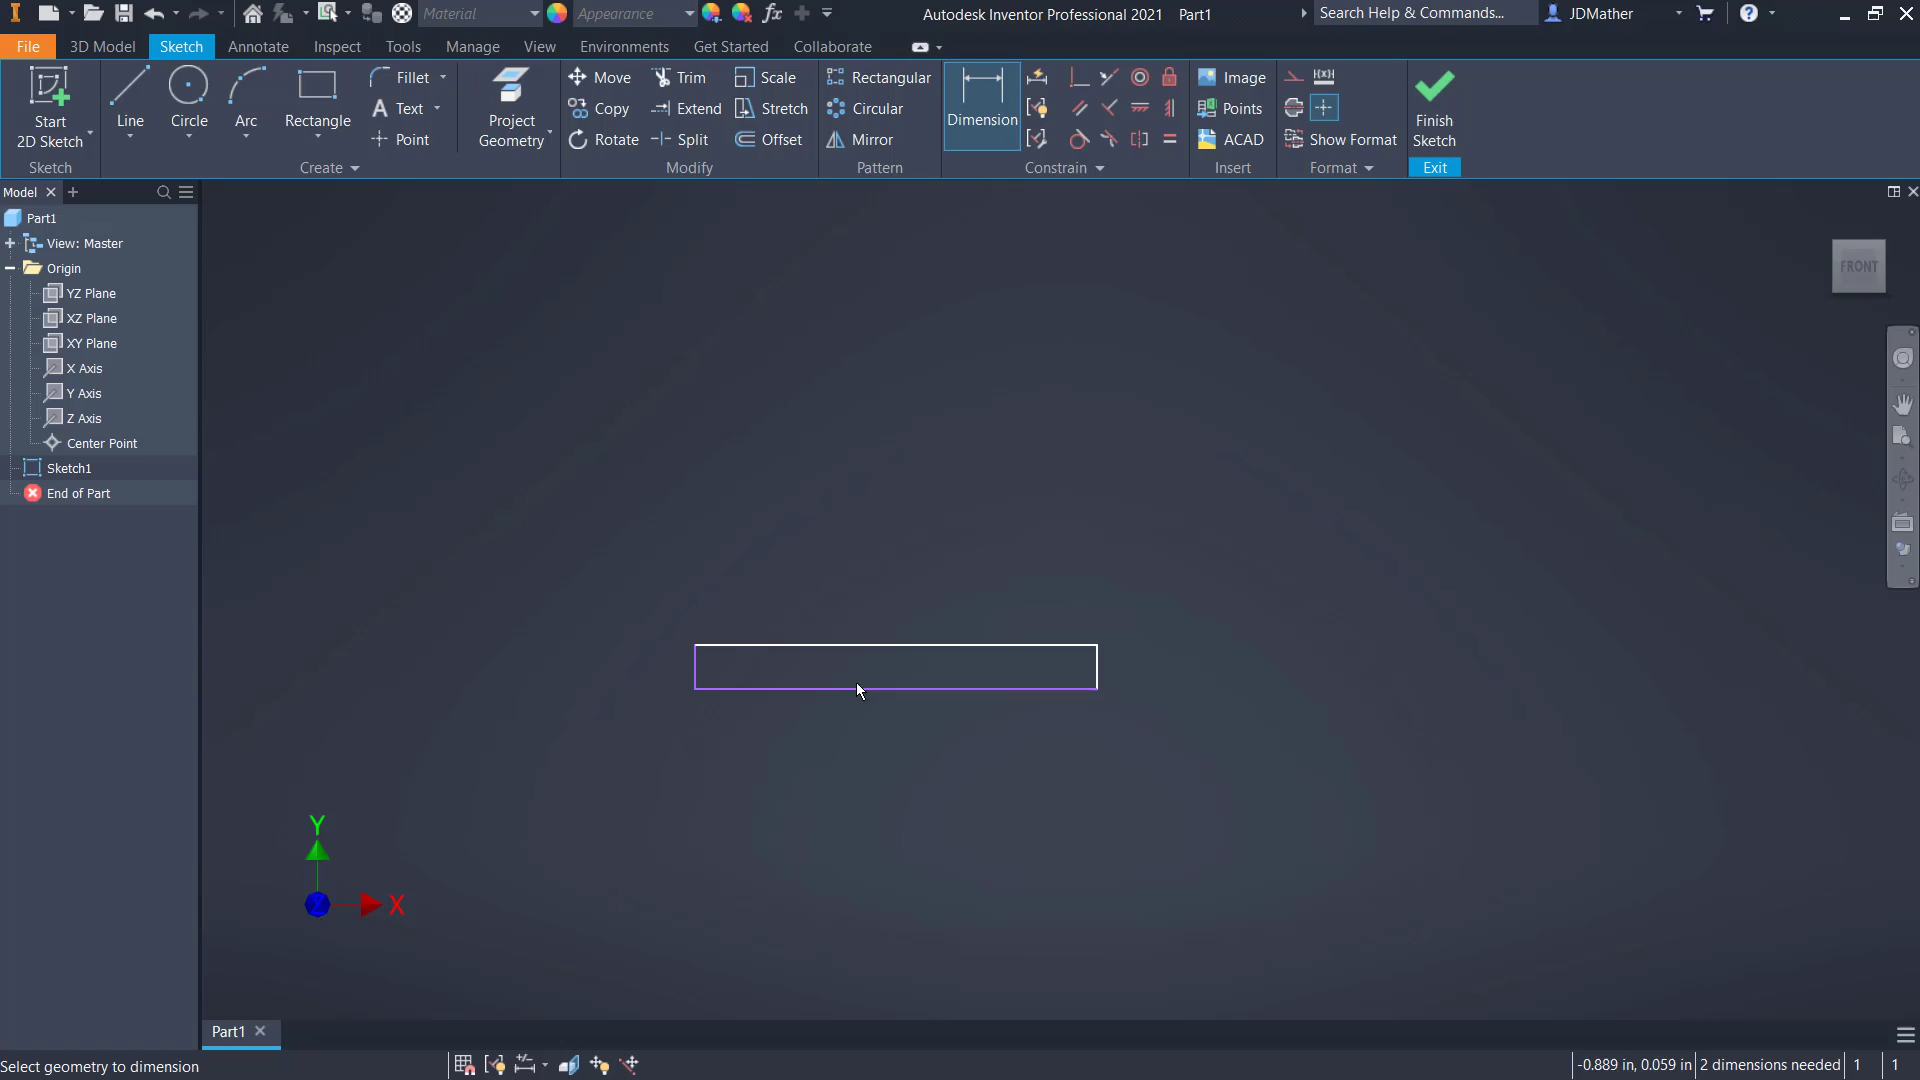 Material
Appearance
fx
Autodesk Inventor Professional 2021 Part1
Search Help & Commands...
JDMather
?
File 3D Model Sketch Annotate Inspect Tools Manage View Environments Get Started Collaborate
Start
2D Sketch
Line
Circle
Arc
Rectangle
Fillet
A Text
Point
Project
Geometry
Move
Copy
Rotate
Trim
Extend
Split
Scale
Stretch
Offset
Rectangular
Circular
Mirror
Dimension
Image
Points
ACAD
Show Format
Finish
Sketch
Sketch
Create
Modify
Pattern
Constrain
Insert
Format
Exit
Model
Part1
View: Master
Origin
YZ Plane
XZ Plane
XY Plane
X Axis
Y Axis
Z Axis
Center Point
Sketch1
End of Part
FRONT
Y
Z
X
Part1
Select geometry to dimension
-0.889 in, 0.059 in
2 dimensions needed
1
1